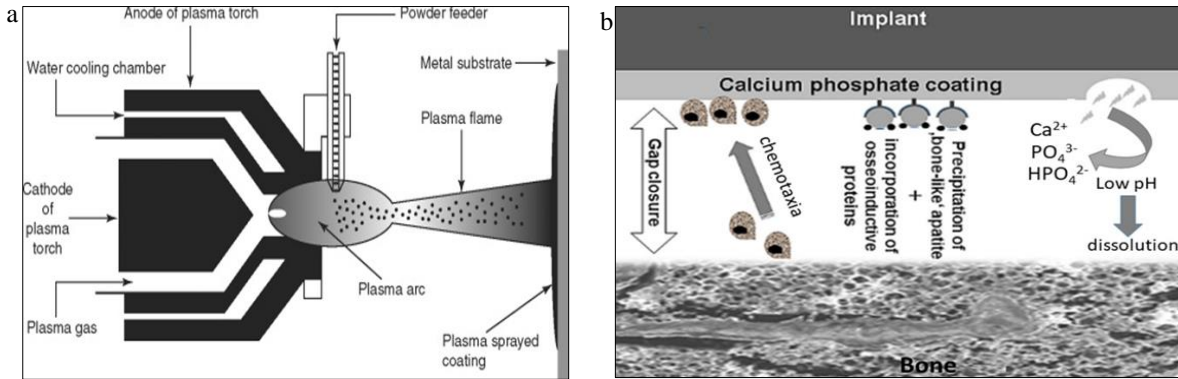 a
Anode of plasma torch
Powder feeder
Water cooling chamber
Metal substrate
Plasma flame
Cathode
of
plasma
torch
Plasma arc
Plasma gas
Plasma sprayed
coating
b
Implant
Calcium phosphate coating
Gap closure
chemotaxia
incorporation of
osseoinductive
proteins
+
Precipitation of
‚bone-like‘ apatite
Ca2+
PO43-
HPO42-
Low pH
dissolution
Bone